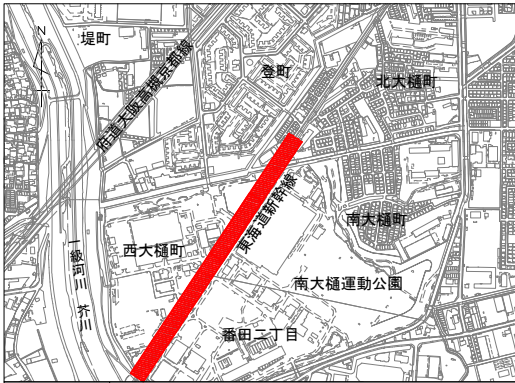 堤町
N
府道大阪高槻京都線
登町
北大樋町
東海道新幹線
南大樋町
西大樋町
一級河川 芥川
南大樋運動公園
番田二丁目